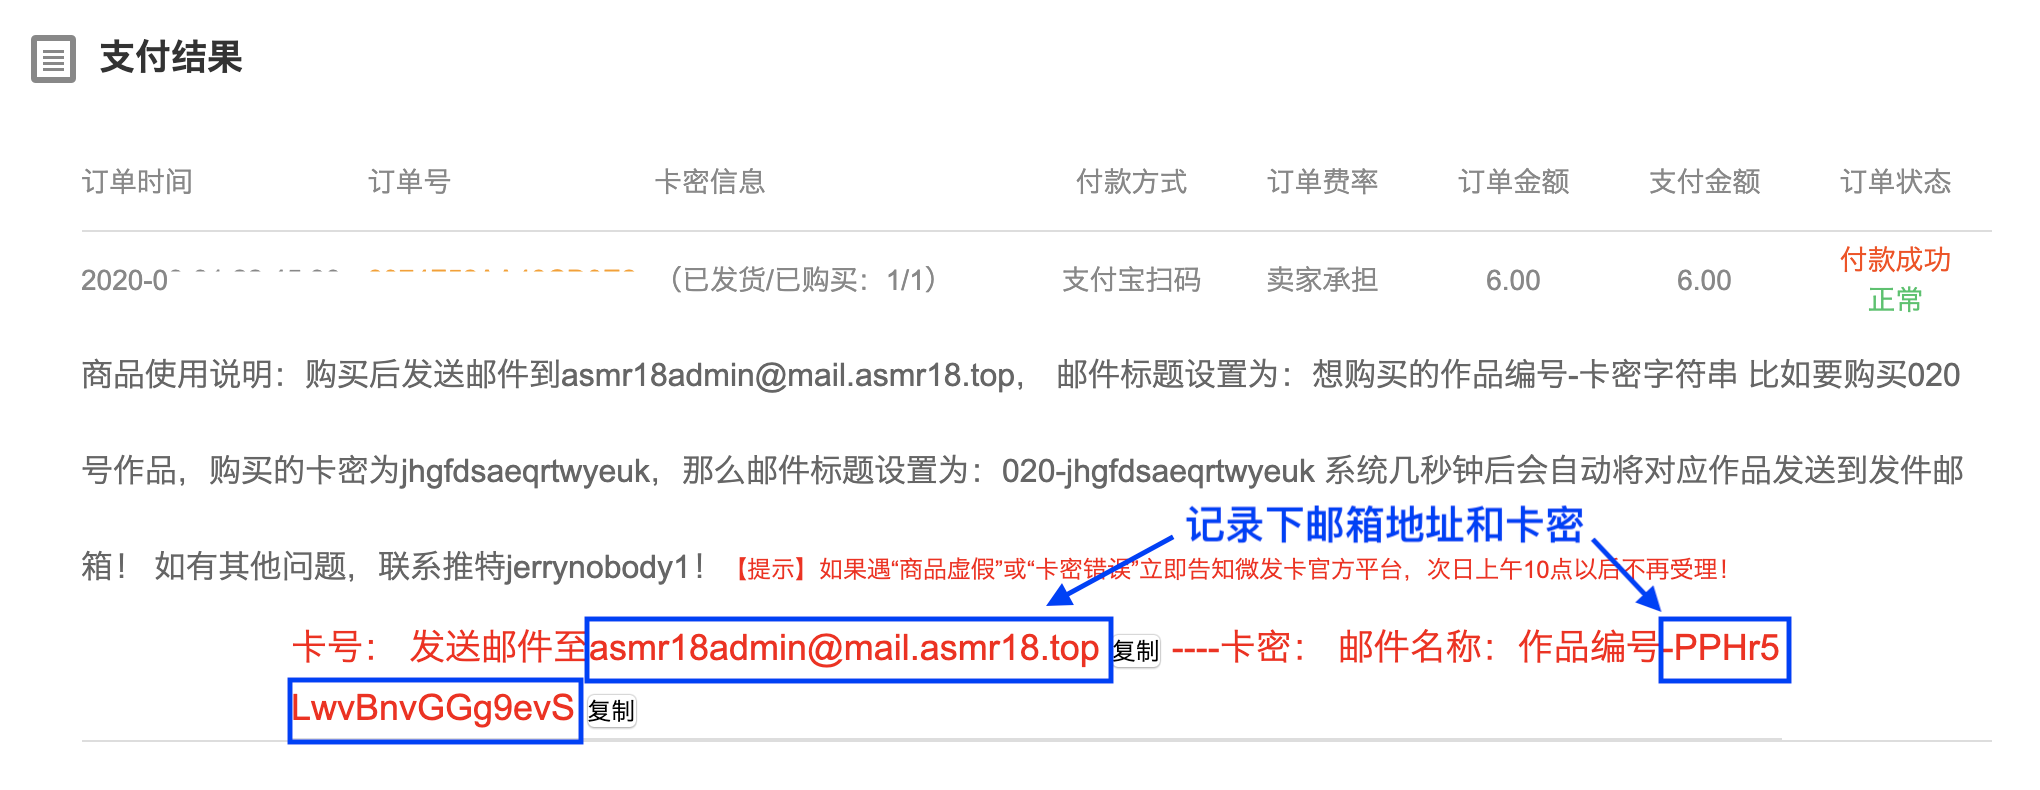 支付结果
订单时间 订单号 卡密信息 付款方式 订单费率 订单金额 支付金额 订单状态
2020-0 （已发货/已购买：1/1） 支付宝扫码 卖家承担 6.00 6.00 付款成功
正常
商品使用说明：购买后发送邮件到asmr18admin@mail.asmr18.top， 邮件标题设置为：想购买的作品编号-卡密字符串 比如要购买020
号作品，购买的卡密为jhgfdsaeqrtwyeuk，那么邮件标题设置为：020-jhgfdsaeqrtwyeuk 系统几秒钟后会自动将对应作品发送到发件邮
记录下邮箱地址和卡密
箱！ 如有其他问题，联系推特jerrynobody1！ 【提示】如果遇“商品虚假”或“卡密错误”立即告知微发卡官方平台，次日上午10点以后不再受理！
卡号： 发送邮件至asmr18admin@mail.asmr18.top 复制 ----卡密： 邮件名称：作品编号-PPHr5
LwvBnvGGg9evS 复制